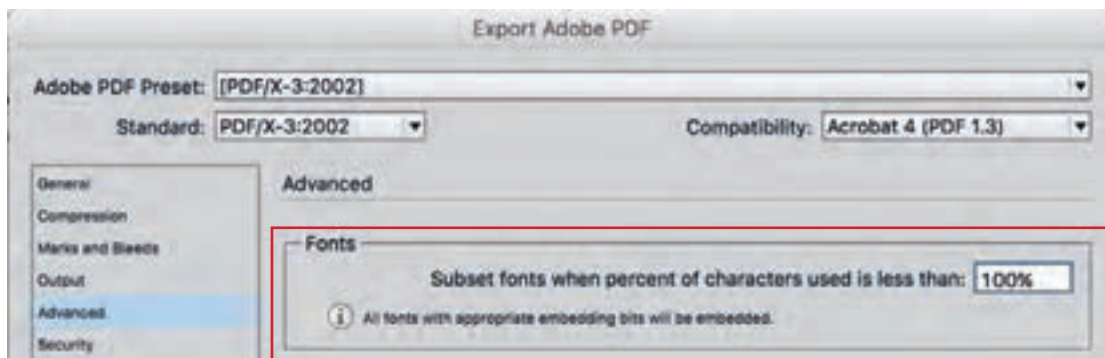 Export Adobe PDF
Adobe PDF Preset: [PDF/X-3:2002]
Standard: PDF/X-3:2002 Compatibility: Acrobat 4 (PDF 1.3)
General
Compression
Marks and Bleeds
Output
Advanced
Security
Advanced
Fonts
Subset fonts when percent of characters used is less than: 100%
All fonts with appropriate embedding bits will be embedded.